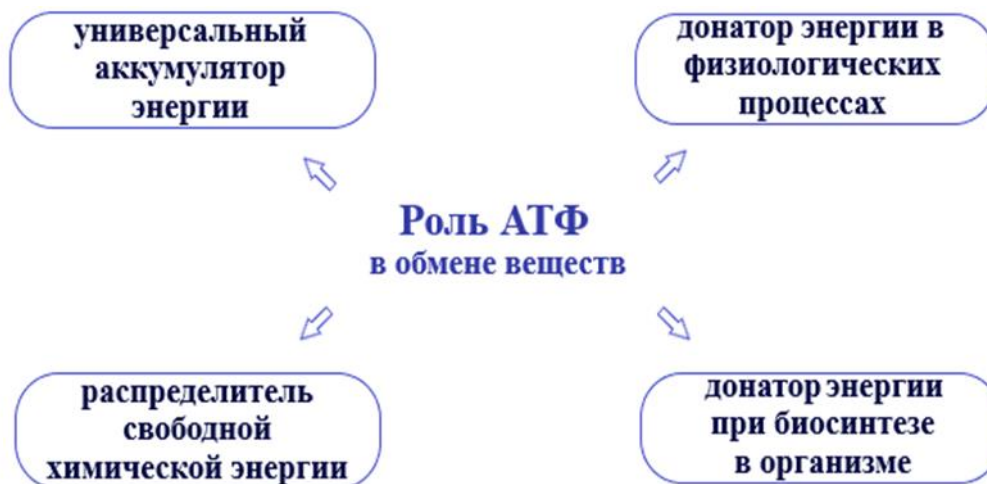 универсальный
аккумулятор
энергии
донатор энергии в
физиологических
процессах
Роль АТФ
в обмене веществ
распределитель
свободной
химической энергии
донатор энергии
при биосинтезе
в организме